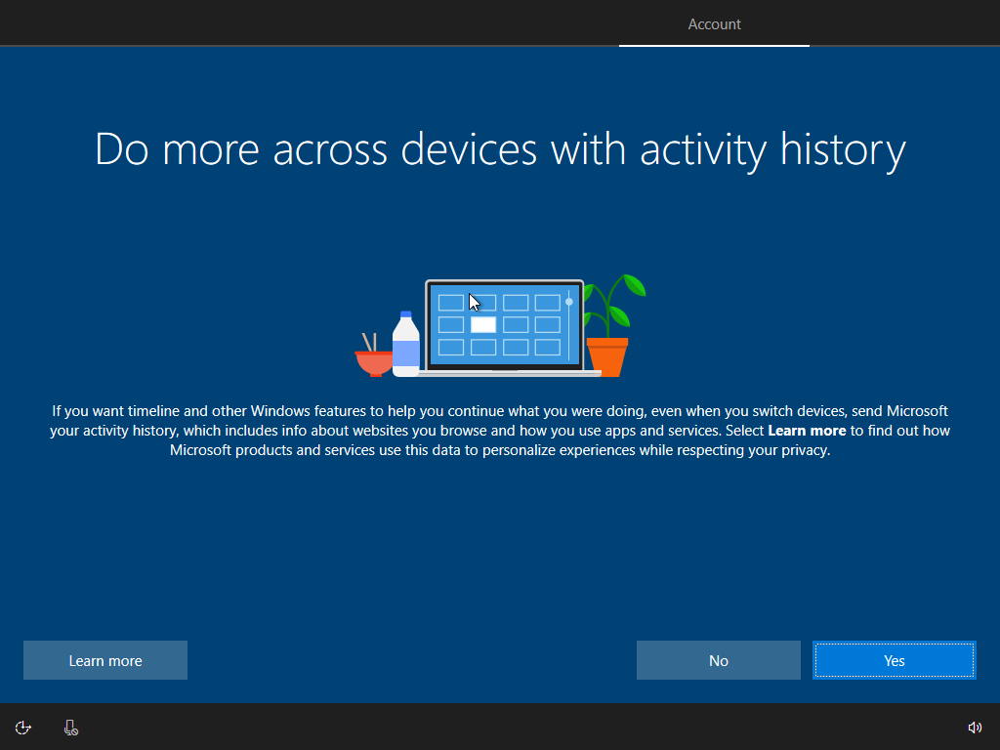 Account
Do more across devices with activity history
If you want timeline and other Windows features to help you continue what you were doing, even when you switch devices, send Microsoft
your activity history, which includes info about websites you browse and how you use apps and services. Select Learn more to find out how
Microsoft products and services use this data to personalize experiences while respecting your privacy.
Learn more
No
Yes